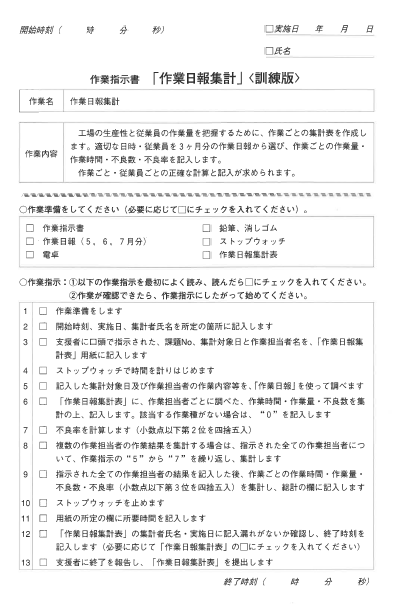 開始時刻（　　時　　分　　秒）
□実施日　　年　　月　　日
□氏名
作業指示書 「作業日報集計」〈訓練版〉
作業名　作業日報集計
作業内容
工場の生産性と従業員の作業量を把握するために、作業ごとの集計表を作成し
ます。適切な日時・従業員を３ヶ月分の作業日報から選び、作業ごとの作業量・
作業時間・不良数・不良率を記入します。
作業ごと・従業員ごとの正確な計算と記入が求められます。
○作業準備をしてください（必要に応じて□にチェックを入れてください）。
□　作業指示書　　□　鉛筆、消しゴム
□　作業日報（５，６，７月分）　　□　ストップウォッチ
□　電卓　　□　作業日報集計表
○作業指示：①以下の作業指示を最初によく読み、読んだら□にチェックを入れてください。
②作業が確認できたら、作業指示にしたがって始めてください。
1　□　作業準備をします
2　□　開始時刻、実施日、集計者氏名を所定の箇所に記入します
3　□　支援者に口頭で指示された、課題No、集計対象日と作業担当者名を、「作業日報集
計表」用紙に記入します
4　□　ストップウォッチで時間を計りはじめます
5　□　記入した集計対象日及び作業担当者の作業内容等を、「作業日報」を使って調べます
6　□　「作業日報集計表」に、作業担当者ごとに調べた、作業時間・作業量・不良数を集
計の上、記入します。該当する作業種がない場合は、“０”を記入します
7　□　不良率を計算します（小数点以下第２位を四捨五入）
8　□　複数の作業担当者の作業結果を集計する場合は、指示された全ての作業担当者につ
いて、作業指示の“５”から“７”を繰り返し、集計します
9　□　指示された全ての作業担当者の結果を記入した後、作業ごとの作業時間・作業量・
不良数・不良率（小数点以下第３位を四捨五入）を集計し、総計の欄に記入します
10　□　ストップウォッチを止めます
11　□　用紙の所定の欄に所要時間を記入します
12　□　「作業日報集計表」の集計者氏名・実施日に記入漏れがないか確認し、終了時刻を
記入します（必要に応じて「作業日報集計表」の□にチェックを入れてください）
13　□　支援者に終了を報告し、「作業日報集計表」を提出します
終了時刻（　　時　　分　　秒）